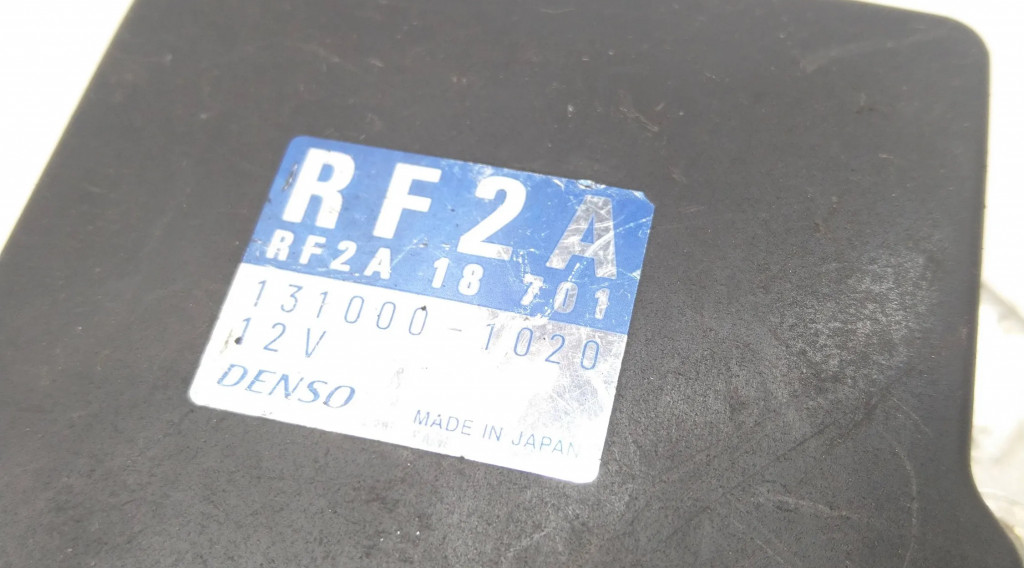 RF2A
RF2A 18 701
131000-1020
12V
DENSO
MADE IN JAPAN